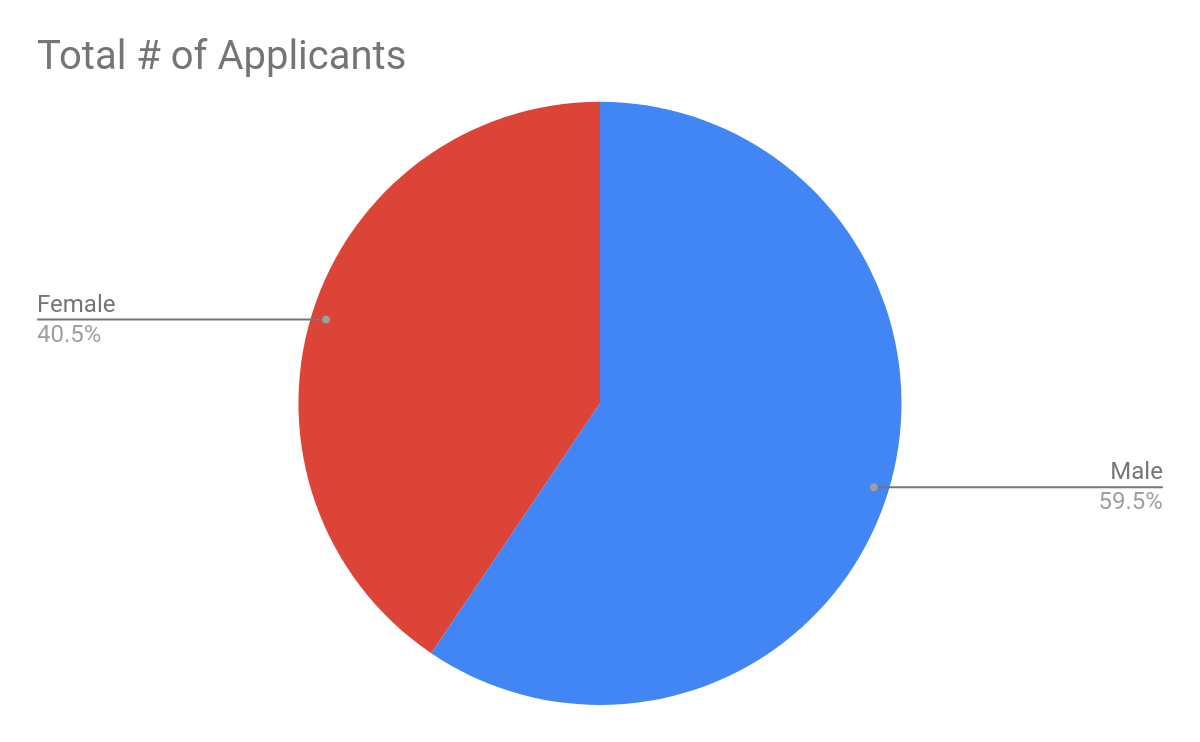 Total # of Applicants
Female
40.5%
Male
59.5%